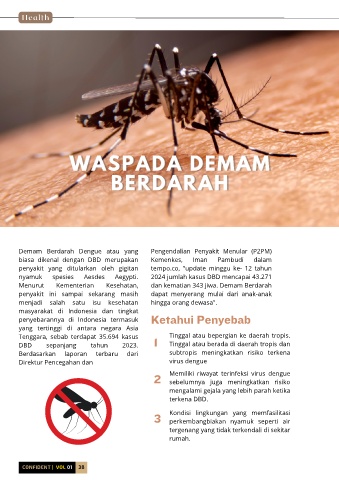 Health
WASPADA DEMAM
BERDARAH
Demam Berdarah Dengue atau yang
biasa dikenal dengan DBD merupakan
penyakit yang ditularkan oleh gigitan
nyamuk spesies Aesdes Aegypti.
Menurut Kementerian Kesehatan,
penyakit ini sampai sekarang masih
menjadi salah satu isu kesehatan
masyarakat di Indonesia dan tingkat
penyebarannya di Indonesia termasuk
yang tertinggi di antara negara Asia
Tenggara, sebab terdapat 35.694 kasus
DBD sepanjang tahun 2023.
Berdasarkan laporan terbaru dari
Direktur Pencegahan dan
Pengendalian Penyakit Menular (P2PM)
Kemenkes, Iman Pambudi dalam
tempo.co, "update minggu ke- 12 tahun
2024 jumlah kasus DBD mencapai 43.271
dan kematian 343 jiwa. Demam Berdarah
dapat menyerang mulai dari anak-anak
hingga orang dewasa".
Ketahui Penyebab
1 Tinggal atau bepergian ke daerah tropis.
Tinggal atau berada di daerah tropis dan
subtropis meningkatkan risiko terkena
virus dengue
2 Memiliki riwayat terinfeksi virus dengue
sebelumnya juga meningkatkan risiko
mengalami gejala yang lebih parah ketika
terkena DBD.
3 Kondisi lingkungan yang memfasilitasi
perkembangbiakan nyamuk seperti air
tergenang yang tidak terkendali di sekitar
rumah.
CONFIDENT | VOL 01 38